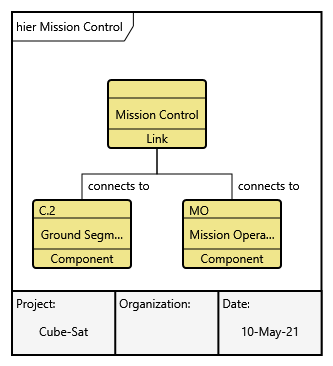 hier Mission Control
Mission Control
Link
connects to
connects to
C.2
MO
Ground Segm...
Mission Opera...
Component
Component
Project:
Organization:
Date:
Cube-Sat
10-May-21